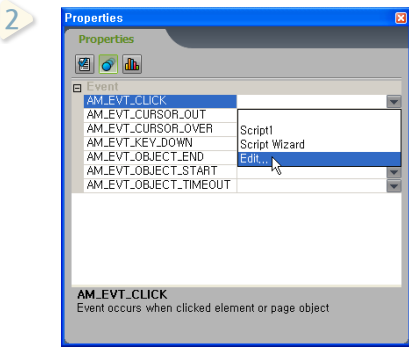 2
Properties
Properties
Event
AM_EVT_CLICK
AM_EVT_CURSOR_OUT
AM_EVT_CURSOR_OVER
Script1
AM_EVT_KEY_DOWN
Script Wizard
AM_EVT_OBJECT_END
Edit...
AM_EVT_OBJECT_START
AM_EVT_OBJECT_TIMEOUT
AM_EVT_CLICK
Event occurs when clicked element or page object